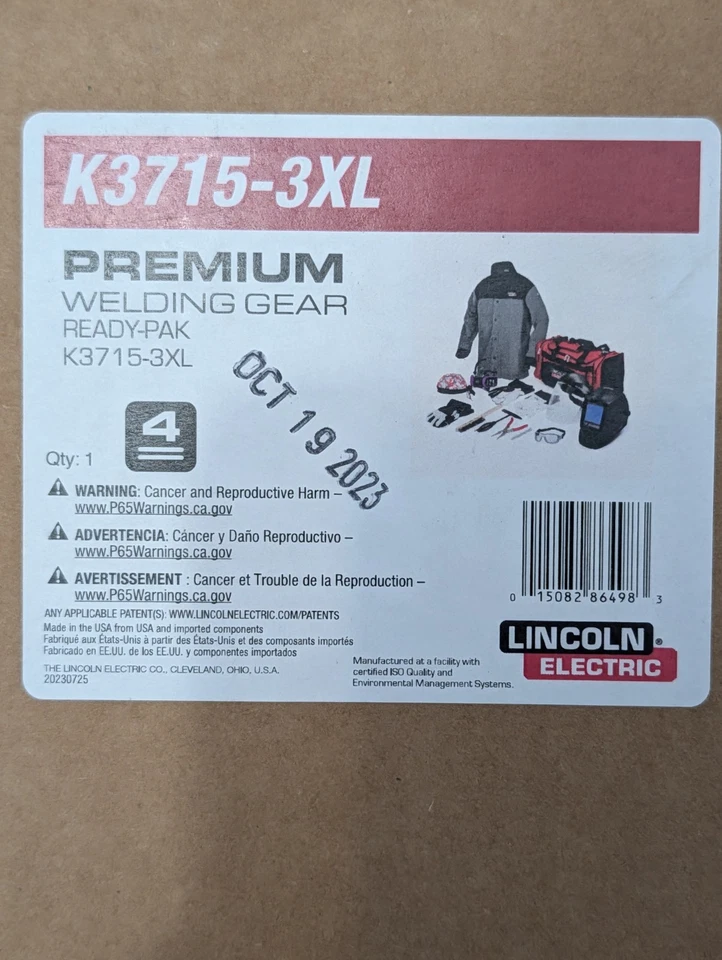 K3715-3XL
PREMIUM
WELDING GEAR
READY-PAK
K3715-3XL
OCT 19 2023
4
Qty: 1
WARNING: Cancer and Reproductive Harm –
www.P65Warnings.ca.gov
ADVERTENCIA: Cáncer y Daño Reproductivo –
www.P65Warnings.ca.gov
AVERTISSEMENT : Cancer et Trouble de la Reproduction –
www.P65Warnings.ca.gov
ANY APPLICABLE PATENT(S): WWW.LINCOLNELECTRIC.COM/PATENTS
Made in the USA from USA and imported components
Fabriqué aux États-Unis à partir des États-Unis et des composants importés
Fabricado en EE.UU. de los EE.UU. y componentes importados
THE LINCOLN ELECTRIC CO., CLEVELAND, OHIO, U.S.A.
20230725
Manufactured at a facility with
certified ISO Quality and
Environmental Management Systems.
0 15082 86498 3
LINCOLN ®
ELECTRIC